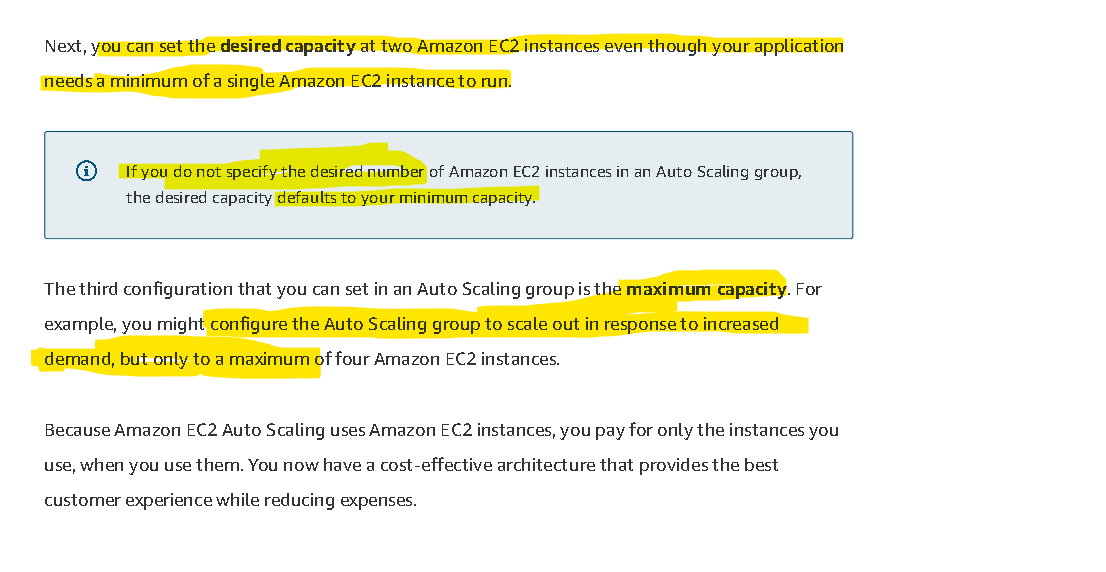 Next, you can set the desired capacity at two Amazon EC2 instances even though your application
needs a minimum of a single Amazon EC2 instance to run.
If you do not specify the desired number of Amazon EC2 instances in an Auto Scaling group,
the desired capacity defaults to your minimum capacity.
The third configuration that you can set in an Auto Scaling group is the maximum capacity. For
example, you might configure the Auto Scaling group to scale out in response to increased
demand, but only to a maximum of four Amazon EC2 instances.
Because Amazon EC2 Auto Scaling uses Amazon EC2 instances, you pay for only the instances you
use, when you use them. You now have a cost-effective architecture that provides the best
customer experience while reducing expenses.